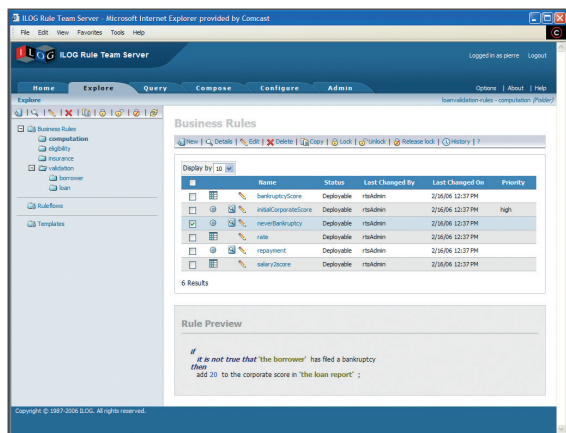 ILOG Rule Team Server - Microsoft Internet Explorer provided by Comcast
File Edit View Favorites Tools Help
ILOG ILOG Rule Team Server
Logged in as pierre Logout
Home Explore Query Compose Configure Admin
Options | About | Help
Explore
loanvalidation-rules - computation (Folder)
Business Rules
computation
eligibility
insurance
validation
borrower
loan
Ruleflows
Templates
Business Rules
New | Details | Edit | Delete | Copy | Lock | Unlock | Release lock | History | ?
Display by 10
Name Status Last Changed By Last Changed On Priority
bankruptcyScore Deployable rtsAdmin 2/16/06 12:37 PM
initialCorporateScore Deployable rtsAdmin 2/16/06 12:37 PM high
neverBankruptcy Deployable rtsAdmin 2/16/06 12:37 PM
rate Deployable rtsAdmin 2/16/06 12:37 PM
repayment Deployable rtsAdmin 2/16/06 12:37 PM
salary2score Deployable rtsAdmin 2/16/06 12:37 PM
6 Results
Rule Preview
if
it is not true that 'the borrower' has filed a bankruptcy
then
add 20 to the corporate score in 'the loan report' ;
Copyright © 1987-2006 ILOG. All rights reserved.